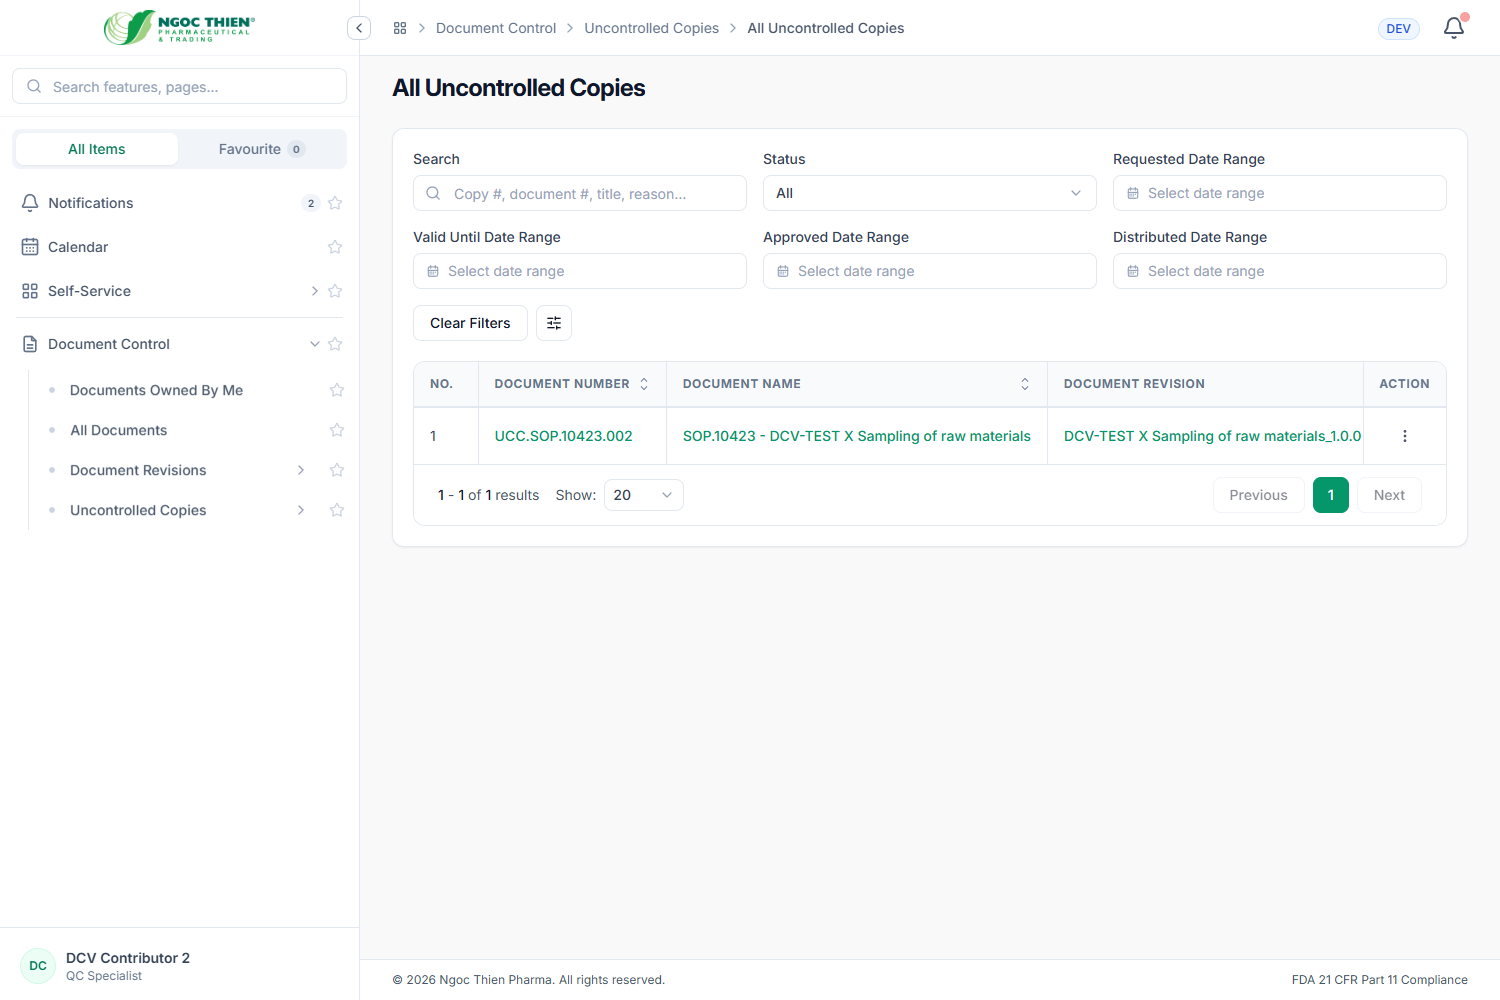 NGOC THIEN®
PHARMACEUTICAL
& TRADING
Search features, pages...
All Items
Favourite 0
Notifications 2
Calendar
Self-Service
Document Control
Documents Owned By Me
All Documents
Document Revisions
Uncontrolled Copies
DC
DCV Contributor 2
QC Specialist
Document Control > Uncontrolled Copies > All Uncontrolled Copies
DEV
All Uncontrolled Copies
Search
Copy #, document #, title, reason...
Status
All
Requested Date Range
Select date range
Valid Until Date Range
Select date range
Approved Date Range
Select date range
Distributed Date Range
Select date range
Clear Filters
NO. DOCUMENT NUMBER DOCUMENT NAME DOCUMENT REVISION ACTION
1 UCC.SOP.10423.002 SOP.10423 - DCV-TEST X Sampling of raw materials DCV-TEST X Sampling of raw materials_1.0.0
1 - 1 of 1 results Show: 20 Previous 1 Next
© 2026 Ngoc Thien Pharma. All rights reserved.
FDA 21 CFR Part 11 Compliance